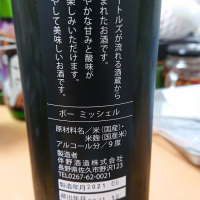 ートルズが流れる酒蔵から
まれたお酒です。
やかな甘みと酸味が
楽しみいただけます。
やして美味しいお酒です。
ボー ミッシェル
原材料名／米(国産)・
米麹(国産米)
アルコール分／9度
製造者
伴野酒造株式会社
長野県佐久市野沢123
TEL0267-62-0021
製造年月2021.
出年月